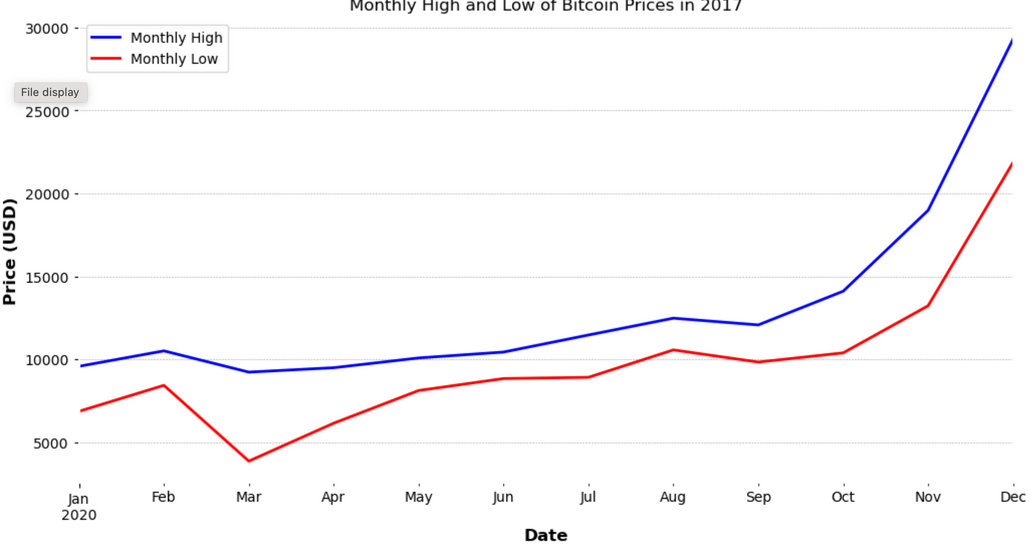 Monthly High and Low of Bitcoin Prices in 2017
30000
Monthly High
Monthly Low
File display
25000
20000
15000
10000
5000
Price (USD)
Jan Feb Mar Apr May Jun Jul Aug Sep Oct Nov Dec
2020
Date